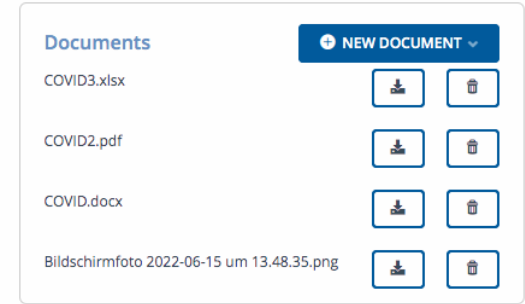 Documents
NEW DOCUMENT
COVID3.xlsx
COVID2.pdf
COVID.docx
Bildschirmfoto 2022-06-15 um 13.48.35.png